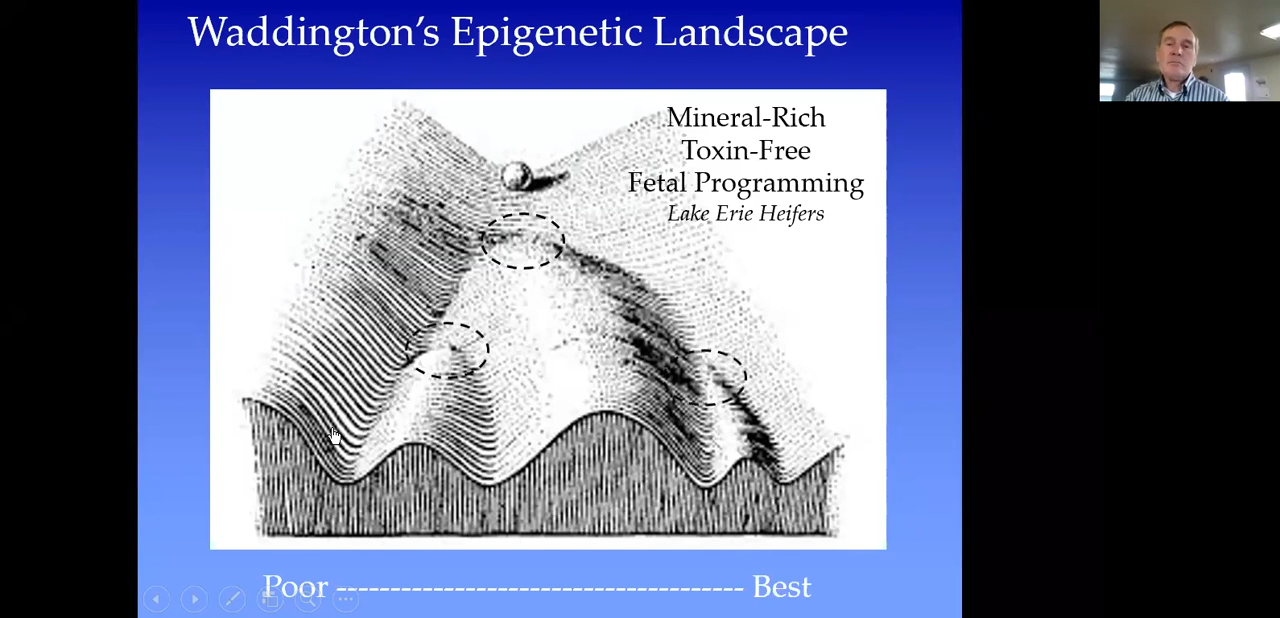 Waddington’s Epigenetic Landscape
Mineral-Rich
Toxin-Free
Fetal Programming
Lake Erie Heifers
Poor ------------------------------------- Best